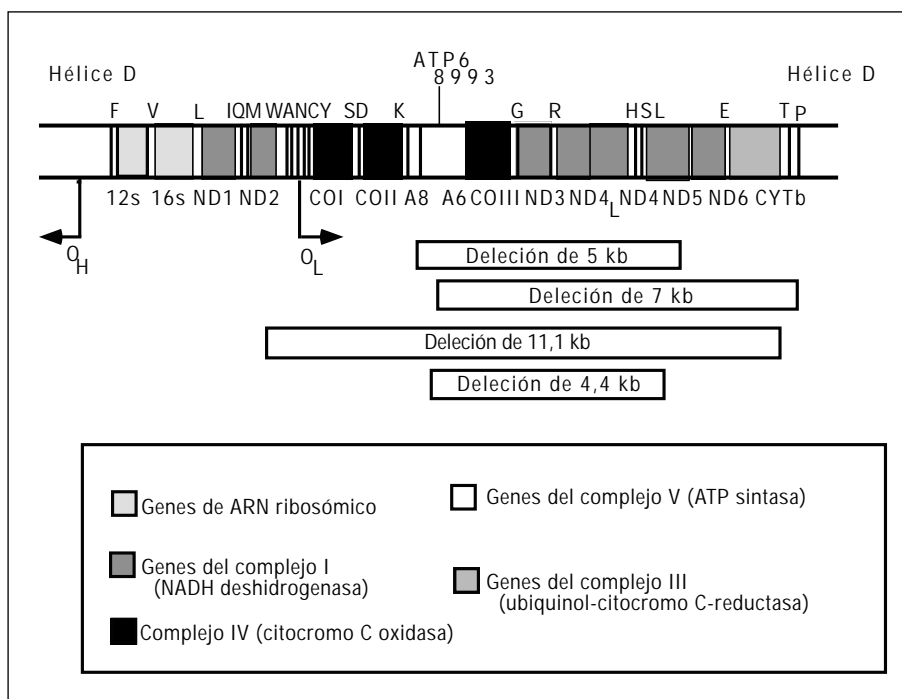 ATP6
8993
Hélice D
Hélice D
F V L IQM WANCY SD K G R HSL E T P
12s 16s ND1 ND2 COI COII A8 A6 COIII ND3 ND4L ND4 ND5 ND6 CYTb
OH
OL
Deleción de 5 kb
Deleción de 7 kb
Deleción de 11,1 kb
Deleción de 4,4 kb
Genes de ARN ribosómico
Genes del complejo V (ATP sintasa)
Genes del complejo I
(NADH deshidrogenasa)
Genes del complejo III
(ubiquinol-citocromo C-reductasa)
Complejo IV (citocromo C oxidasa)